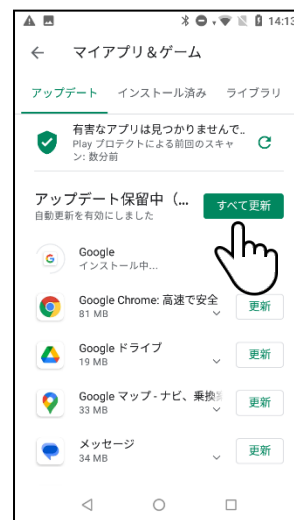 14:13
マイアプリ＆ゲーム
アップデート インストール済み ライブラリ
有害なアプリは見つかりませんで..
Play プロテクトによる前回のスキャ
ン: 数分前
アップデート保留中（...
すべて更新
自動更新を有効にしました
Google
インストール中...
Google Chrome: 高速で安全
81 MB
更新
Google ドライブ
19 MB
更新
Google マップ - ナビ、乗換
33 MB
更新
メッセージ
34 MB
更新